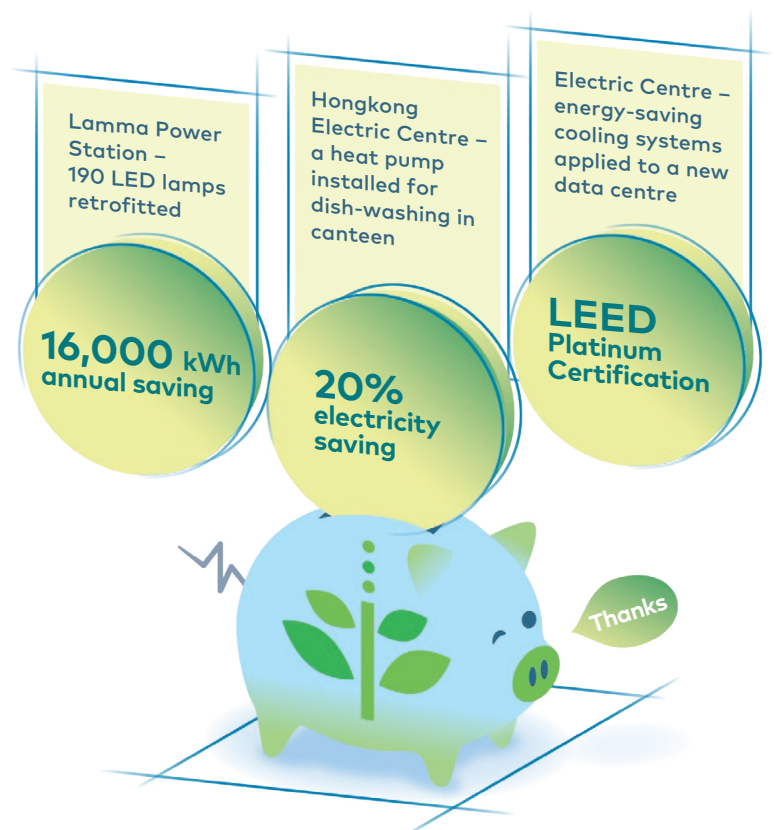 Lamma Power
Station –
190 LED lamps
retrofitted
16,000 kWh
annual saving
Hongkong
Electric Centre –
a heat pump
installed for
dish-washing in
canteen
20%
electricity
saving
Electric Centre –
energy-saving
cooling systems
applied to a new
data centre
LEED
Platinum
Certification
Thanks